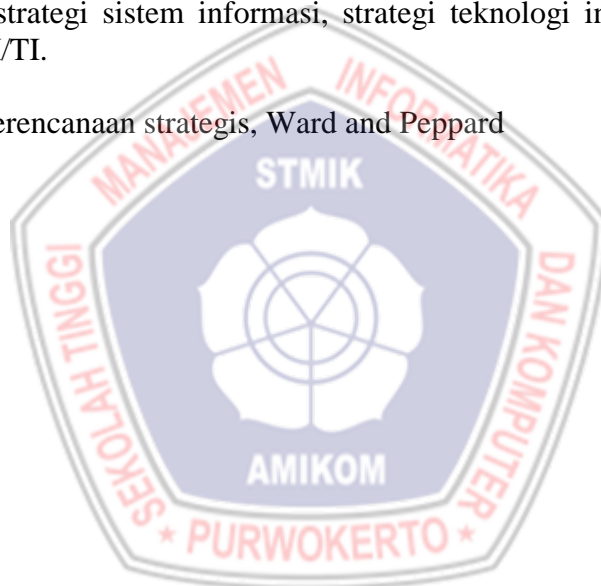 strategi sistem informasi, strategi teknologi
/TI.
erencanaan strategis, Ward and Peppard
SEKOLAH TINGGI MANAJEMEN INFORMATIKA DAN KOMPUTER
STMIK
AMIKOM
* PURWOKERTO *